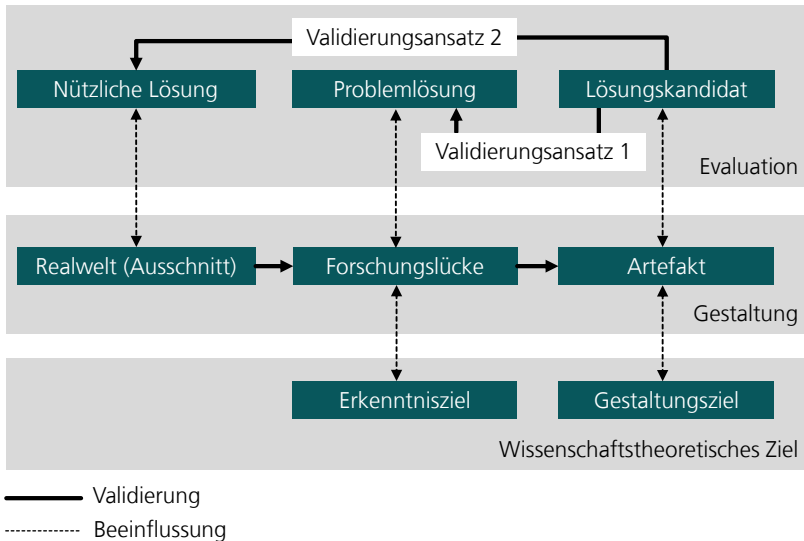 Validierungsansatz 2
Nützliche Lösung
Problemlösung
Lösungskandidat
Validierungsansatz 1
Evaluation
Realwelt (Ausschnitt)
Forschungslücke
Artefakt
Gestaltung
Erkenntnisziel
Gestaltungsziel
Wissenschaftstheoretisches Ziel
Validierung
Beeinflussung